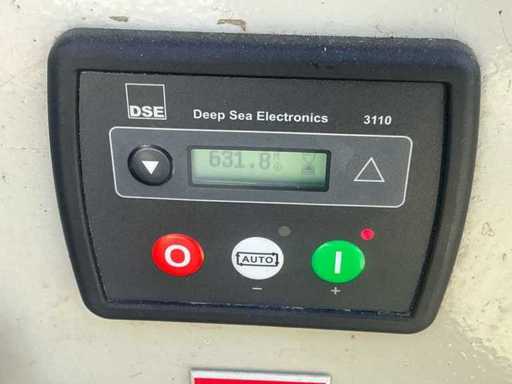 DSE
Deep Sea Electronics 3110
631.8
O
AUTO
I
− +